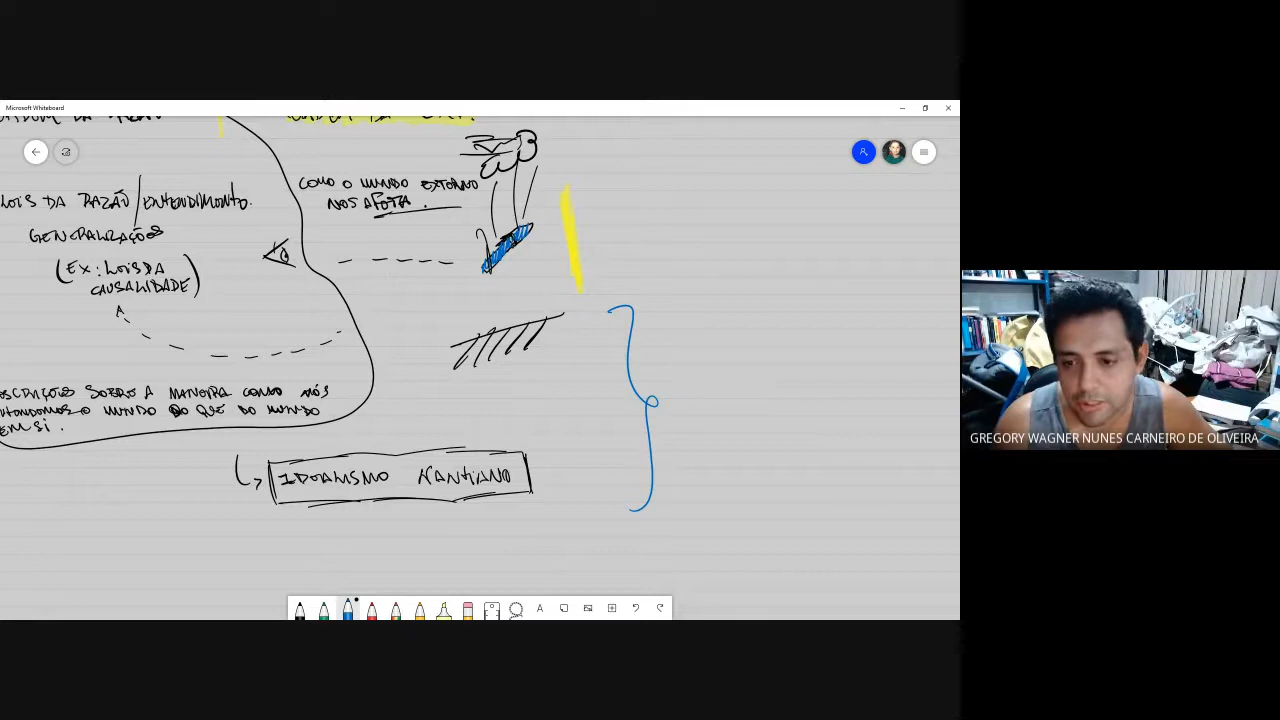 Microsoft Whiteboard
LEIS DA RAZÃO/ENTENDIMENTO.
GENERALIZAÇÕES
(EX: LEIS DA
CAUSALIDADE)
COMO O MUNDO EXTERNO
NOS AFETA.
SOBRE A MANEIRA COMO NÓS
O MUNDO DO QUE DO MUNDO
EM SI.
IDEALISMO KANTIANO
GREGORY WAGNER NUNES CARNEIRO DE OLIVEIRA